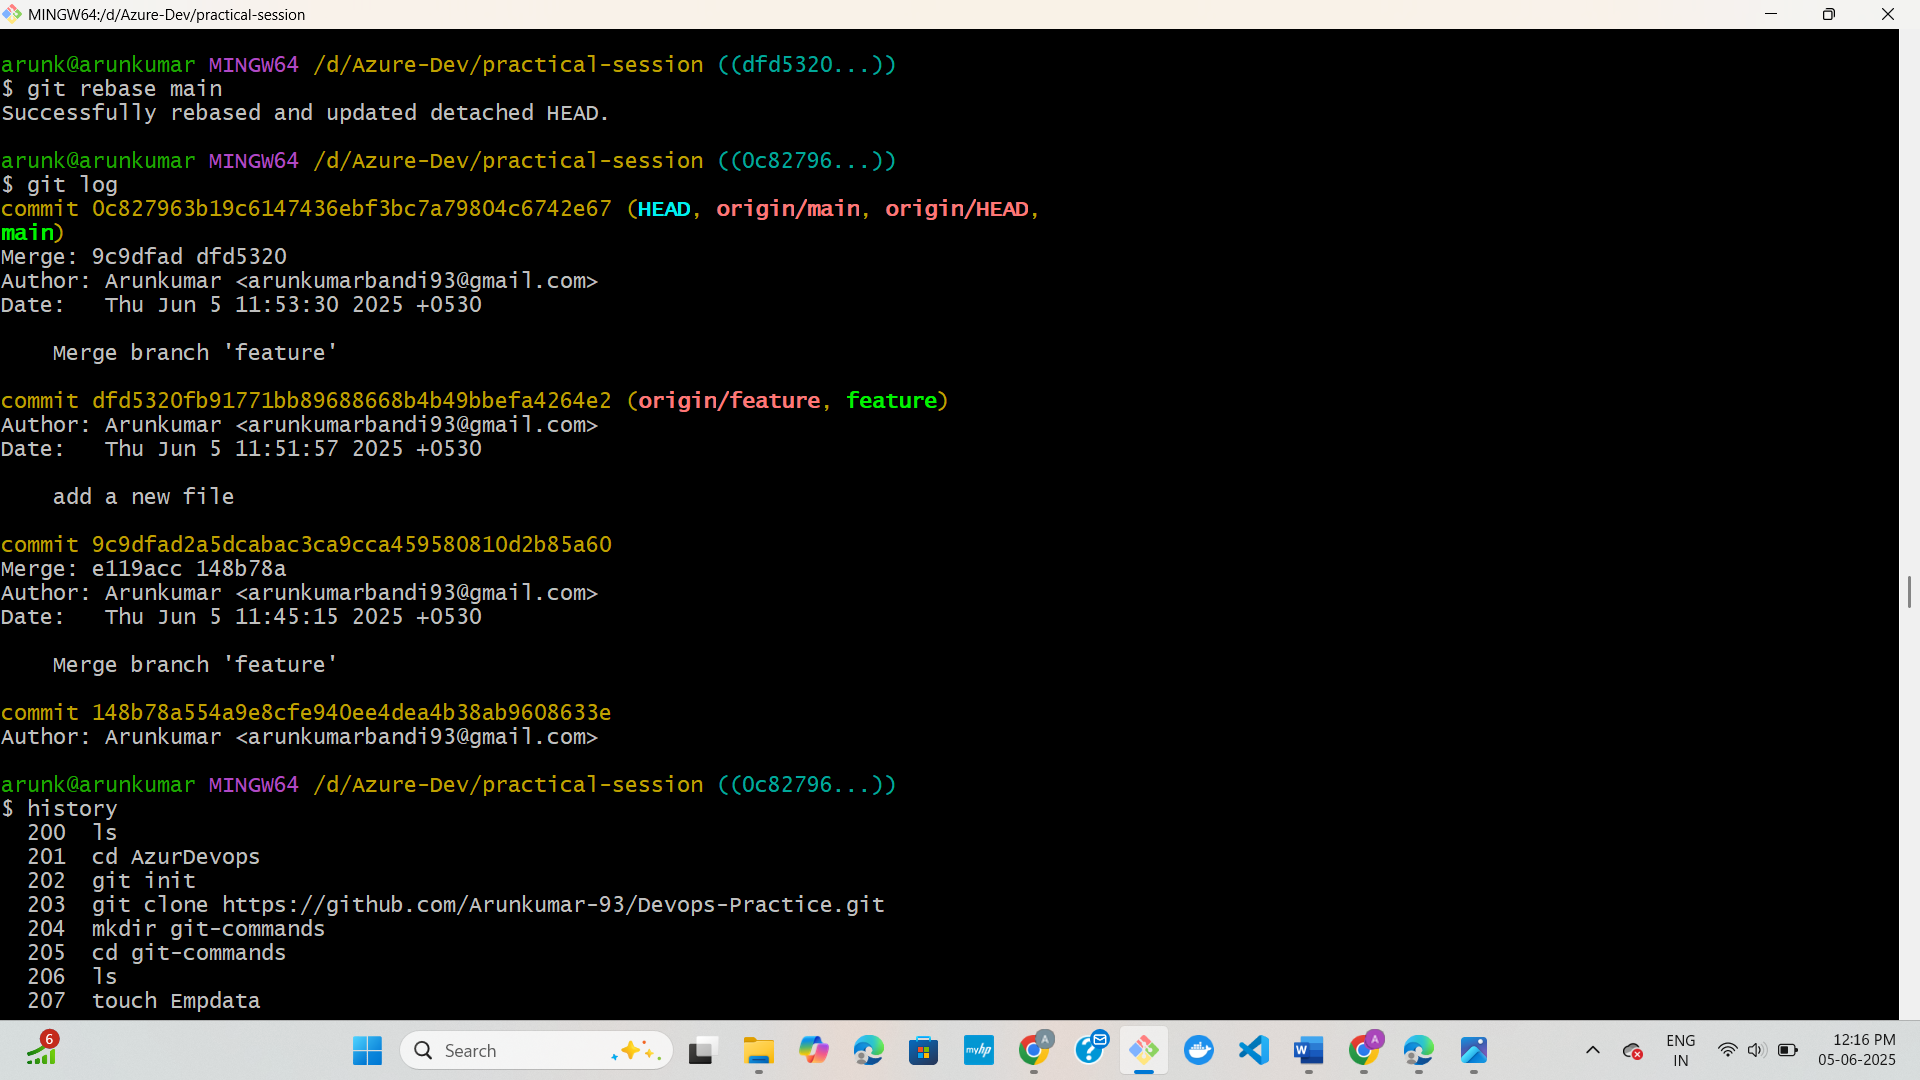 MINGW64:/d/Azure-Dev/practical-session
arunk@arunkumar MINGW64 /d/Azure-Dev/practical-session ((dfd5320...))
$ git rebase main
Successfully rebased and updated detached HEAD.
arunk@arunkumar MINGW64 /d/Azure-Dev/practical-session ((0c82796...))
$ git log
commit 0c827963b19c6147436ebf3bc7a79804c6742e67 (HEAD, origin/main, origin/HEAD,
main)
Merge: 9c9dfad dfd5320
Author: Arunkumar <arunkumarbandi93@gmail.com>
Date:   Thu Jun 5 11:53:30 2025 +0530
    Merge branch 'feature'
commit dfd5320fb91771bb89688668b4b49bbefa4264e2 (origin/feature, feature)
Author: Arunkumar <arunkumarbandi93@gmail.com>
Date:   Thu Jun 5 11:51:57 2025 +0530
    add a new file
commit 9c9dfad2a5dcabac3ca9cca459580810d2b85a60
Merge: e119acc 148b78a
Author: Arunkumar <arunkumarbandi93@gmail.com>
Date:   Thu Jun 5 11:45:15 2025 +0530
    Merge branch 'feature'
commit 148b78a554a9e8cfe940ee4dea4b38ab9608633e
Author: Arunkumar <arunkumarbandi93@gmail.com>
arunk@arunkumar MINGW64 /d/Azure-Dev/practical-session ((0c82796...))
$ history
  200  ls
  201  cd AzurDevops
  202  git init
  203  git clone https://github.com/Arunkumar-93/Devops-Practice.git
  204  mkdir git-commands
  205  cd git-commands
  206  ls
  207  touch Empdata
6
Search
myhp
A
W
A
ENG
IN
12:16 PM
05-06-2025